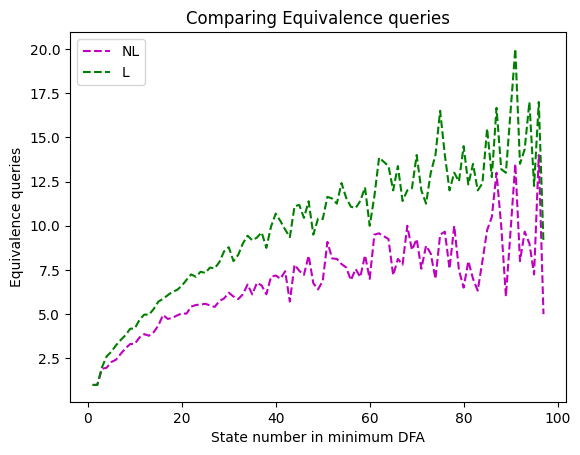 Comparing Equivalence queries
NL
L
Equivalence queries
20.0
17.5
15.0
12.5
10.0
7.5
5.0
2.5
0
20
40
60
80
100
State number in minimum DFA